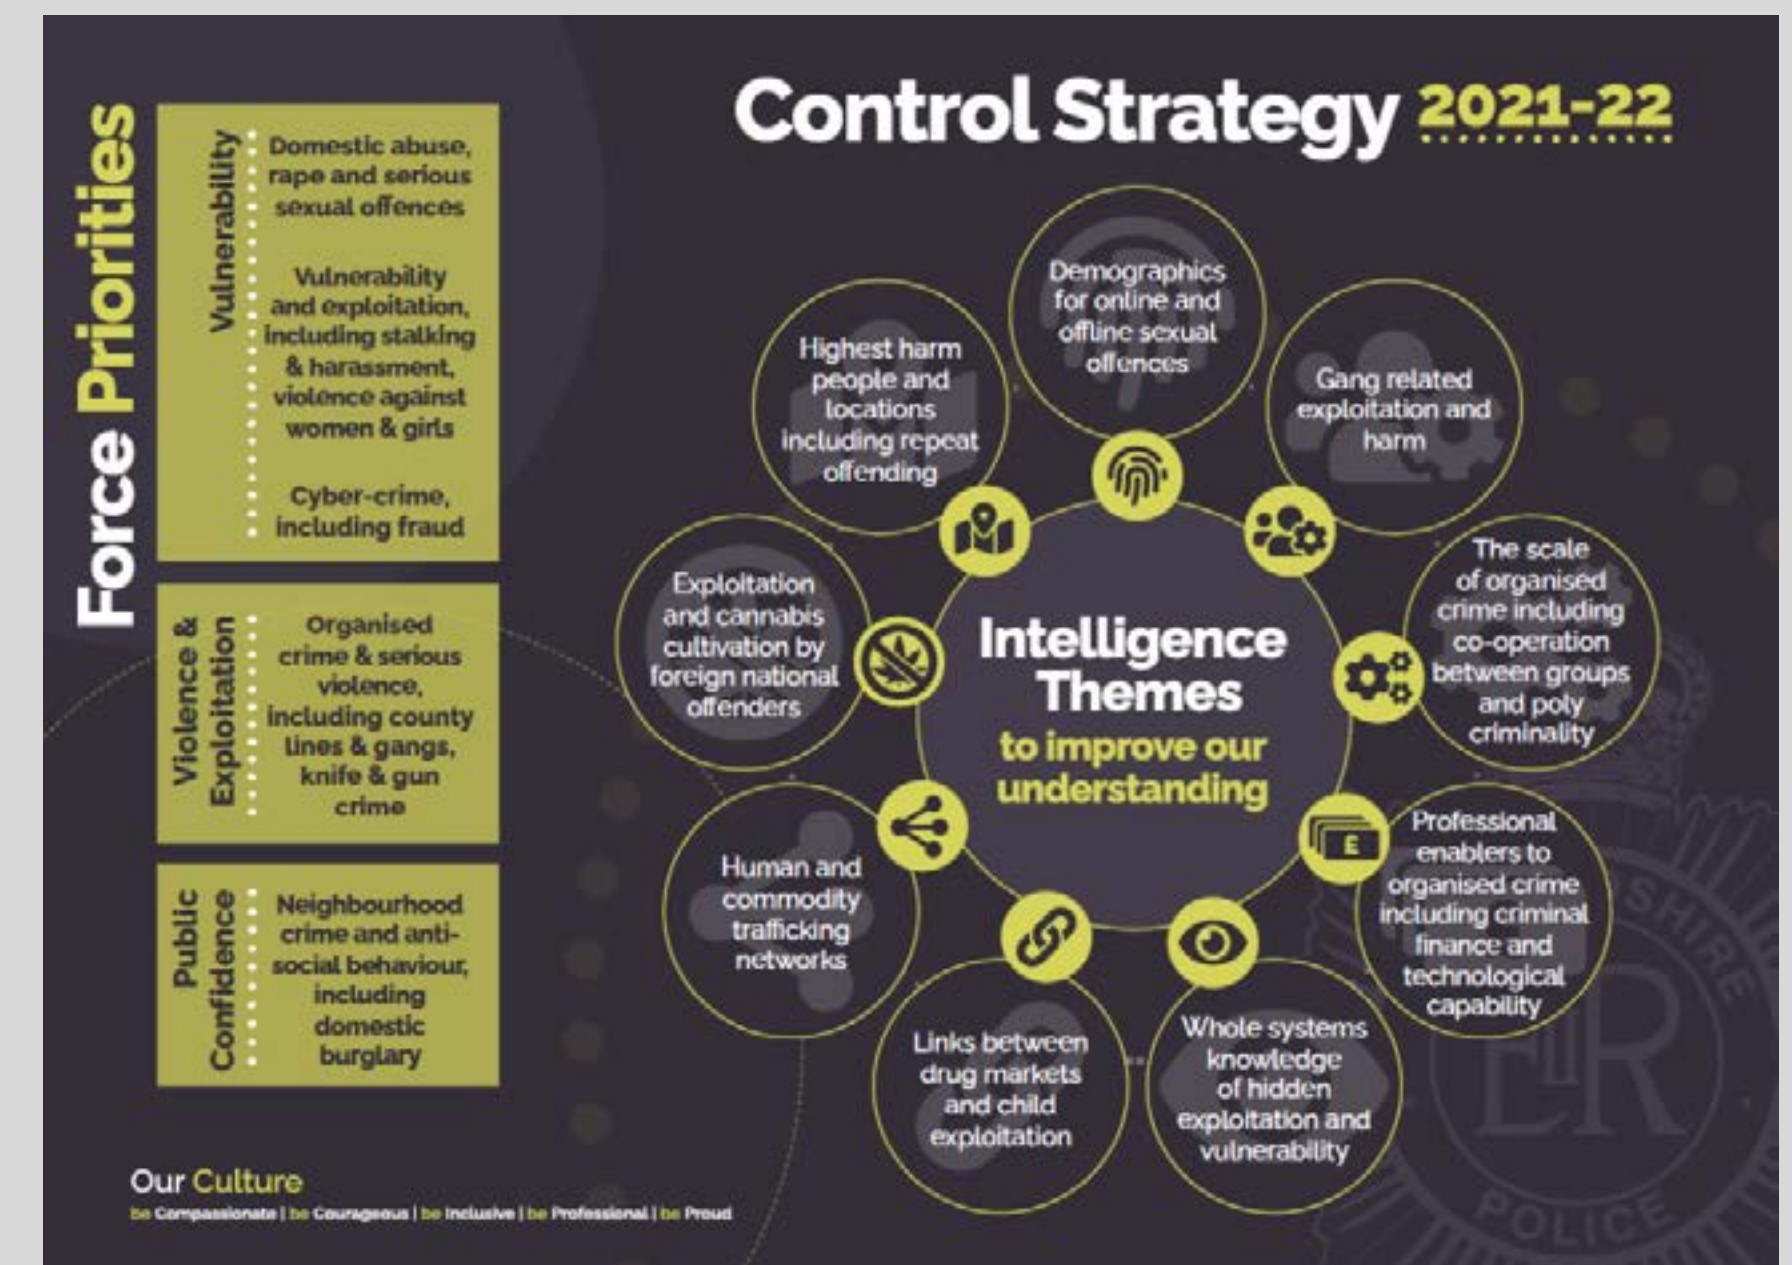 Control Strategy 2021-22
Force Priorities
Vulnerability
Domestic abuse,
rape and serious
sexual offences
Vulnerability
and exploitation,
including stalking
& harassment,
violence against
women & girls
Cyber-crime,
including fraud
Violence &
Exploitation
Organised
crime & serious
violence,
including county
lines & gangs,
knife & gun
crime
Public
Confidence
Neighbourhood
crime and anti-
social behaviour,
including
domestic
burglary
Our Culture
be Compassionate | be Courageous | be Inclusive | be Professional | be Proud
Intelligence
Themes
to improve our
understanding
Demographics
for online and
offline sexual
offences
Gang related
exploitation and
harm
The scale
of organised
crime including
co-operation
between groups
and poly
criminality
£
Professional
enablers to
organised crime
including criminal
finance and
technological
capability
Whole systems
knowledge
of hidden
exploitation and
vulnerability
Links between
drug markets
and child
exploitation
Human and
commodity
trafficking
networks
Exploitation
and cannabis
cultivation by
foreign national
offenders
Highest harm
people and
locations
including repeat
offending
EIIR
POLICE